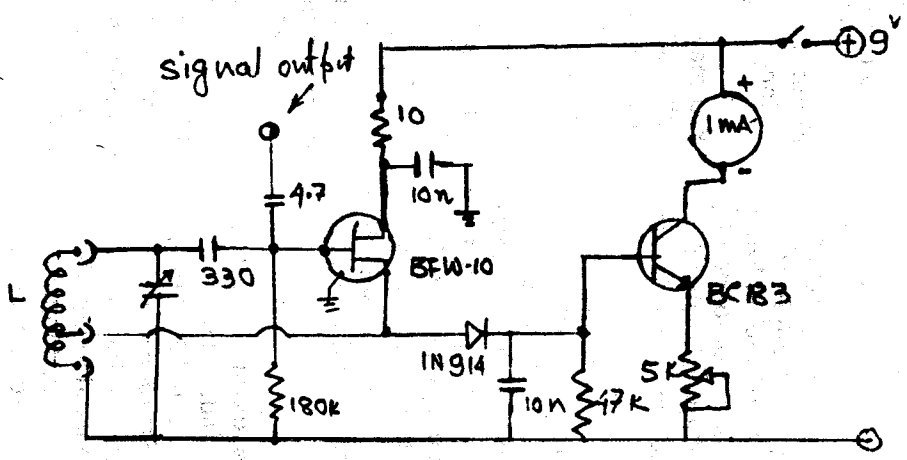 signal output
9v
+
1mA
-
10
10n
4.7
330
BFW-10
BC183
L
1N914
5K
180K
10n
47K